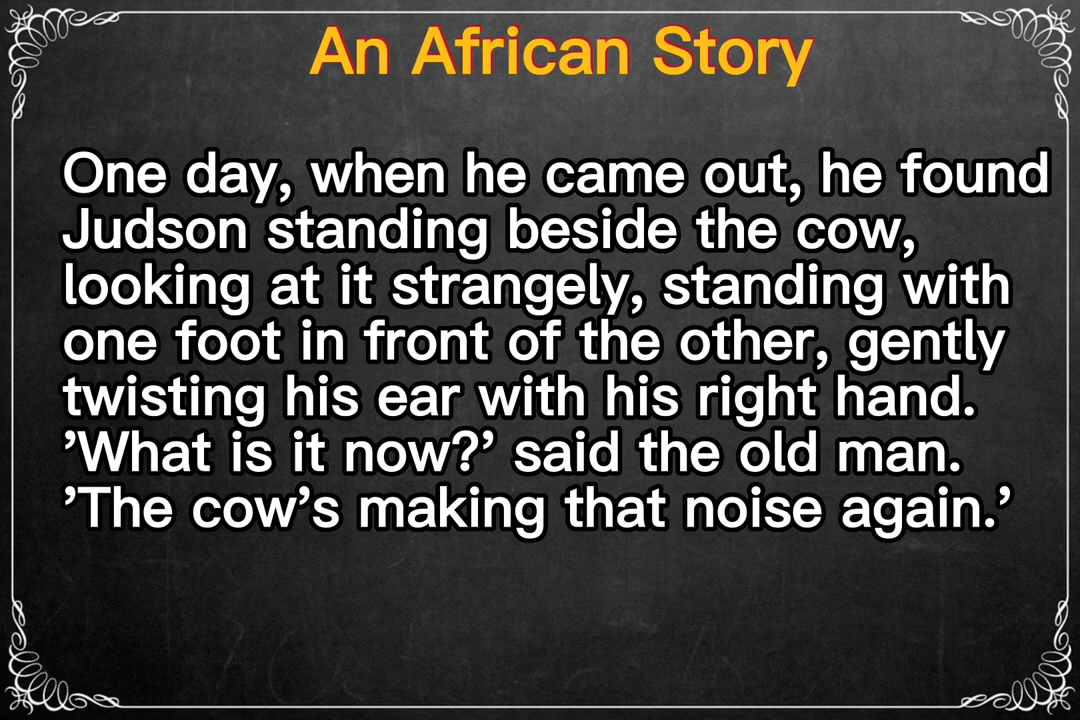 An African Story
One day, when he came out, he found
Judson standing beside the cow,
looking at it strangely, standing with
one foot in front of the other, gently
twisting his ear with his right hand.
’What is it now?’ said the old man.
’The cow’s making that noise again.’